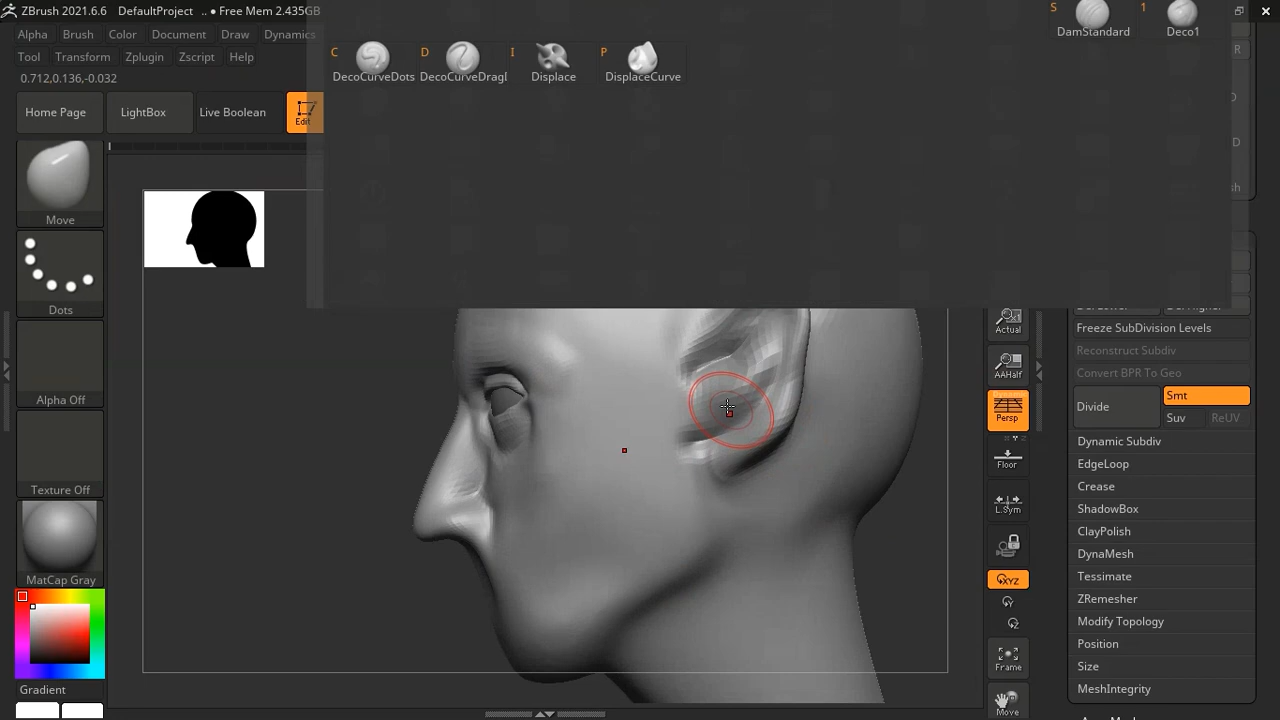 ZBrush 2021.6.6 DefaultProject .. ● Free Mem 2.435GB
S
DamStandard
1
Deco1
Alpha Brush Color Document Draw Dynamics
Tool Transform Zplugin Zscript Help
C
DecoCurveDots
D
DecoCurveDragl
I
Displace
P
DisplaceCurve
0.712,0.136,-0.032
Home Page
LightBox
Live Boolean
Edit
Move
Dots
Alpha Off
Texture Off
MatCap Gray
Gradient
Actual
AAHalf
Persp
Floor
L.Sym
XYZ
Frame
Move
Freeze SubDivision Levels
Reconstruct Subdiv
Convert BPR To Geo
Divide
Smt
Suv
ReUV
Dynamic Subdiv
EdgeLoop
Crease
ShadowBox
ClayPolish
DynaMesh
Tessimate
ZRemesher
Modify Topology
Position
Size
MeshIntegrity